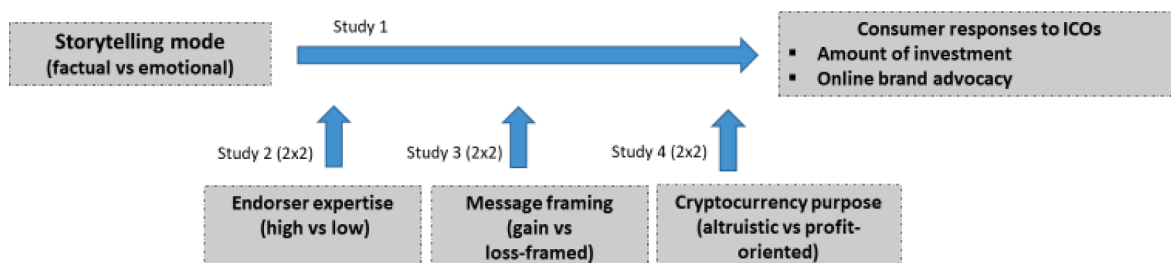 Storytelling mode
(factual vs emotional)
Study 1
Consumer responses to ICOs
▪ Amount of investment
▪ Online brand advocacy
Study 2 (2x2)
Study 3 (2x2)
Study 4 (2x2)
Endorser expertise
(high vs low)
Message framing
(gain vs
loss-framed)
Cryptocurrency purpose
(altruistic vs profit-
oriented)